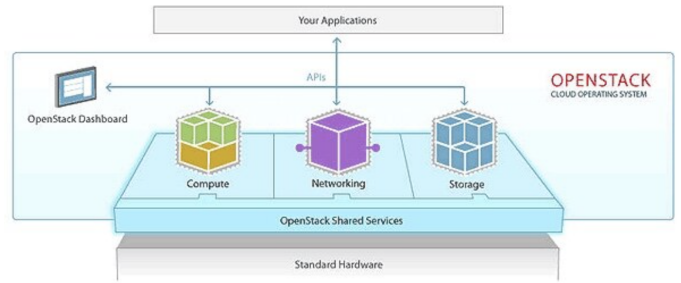 Your Applications
APIs
OPENSTACK
CLOUD OPERATING SYSTEM
OpenStack Dashboard
Compute
Networking
Storage
OpenStack Shared Services
Standard Hardware